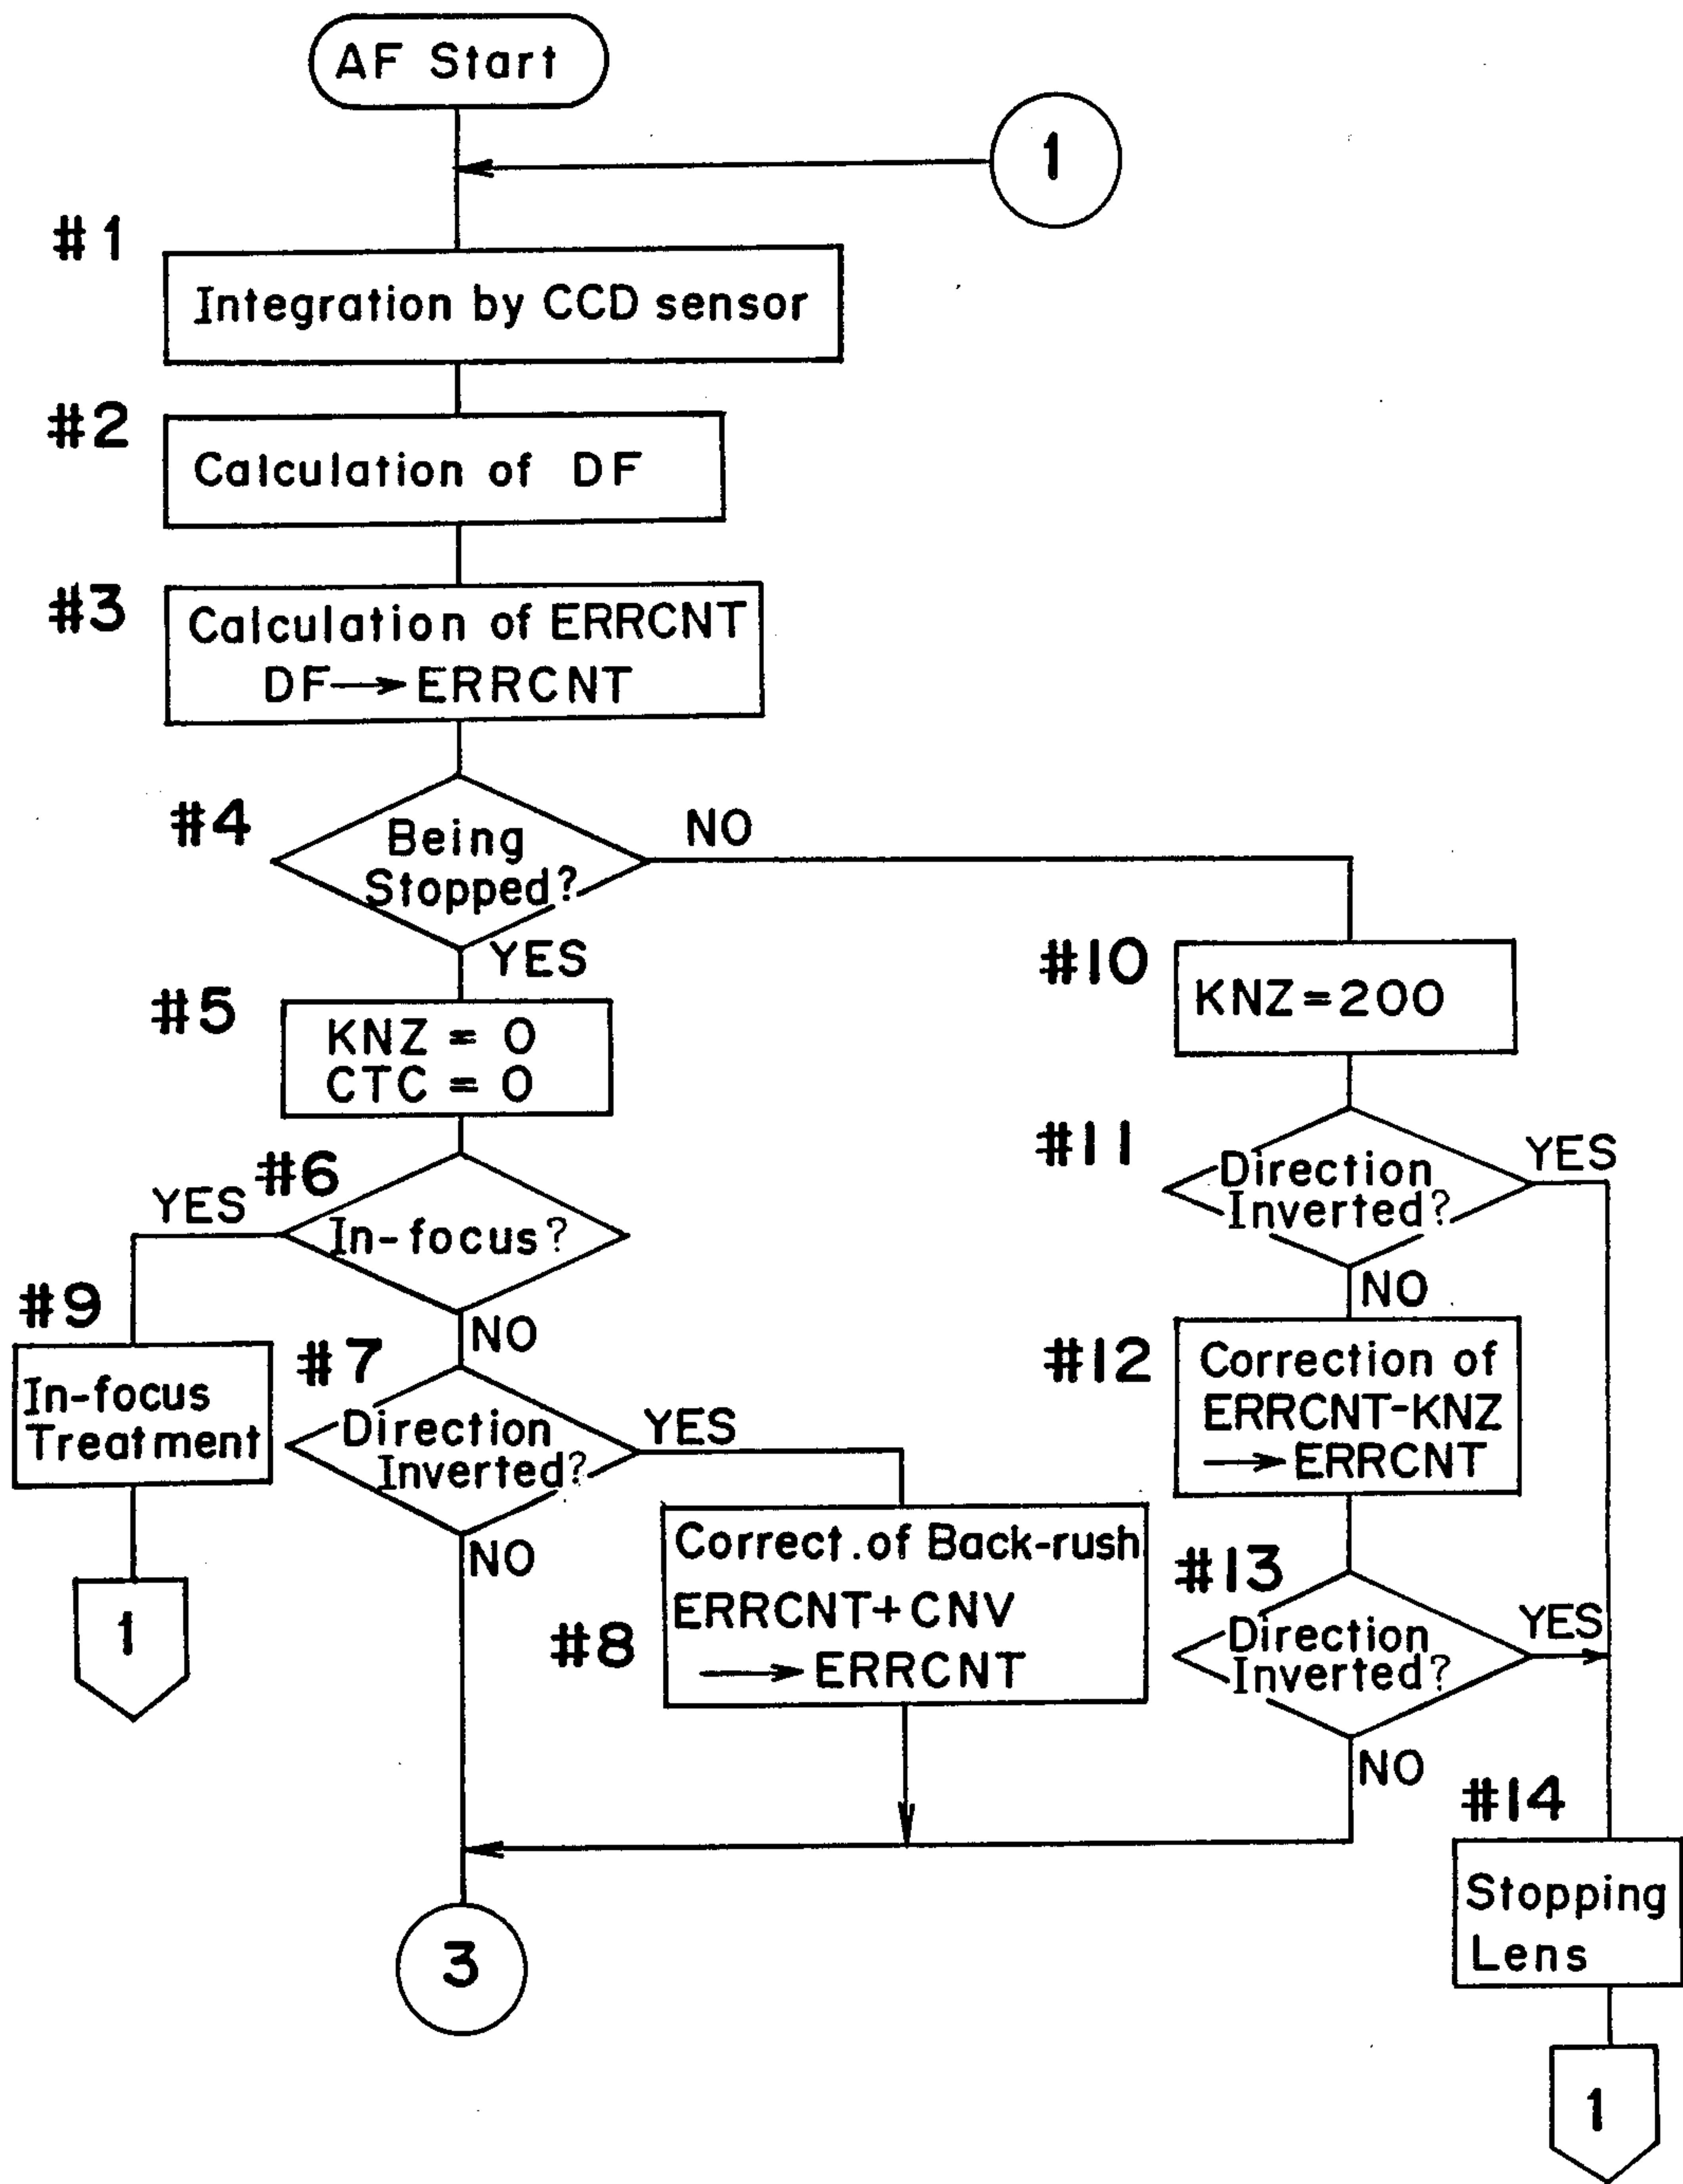 AF Start
1
#1
Integration by CCD sensor
#2
Calculation of DF
#3
Calculation of ERRCNT
DF→ERRCNT
#4
Being
Stopped?
NO
YES
#5
KNZ = 0
CTC = 0
#6
In-focus?
YES
NO
#9
In-focus
Treatment
1
#7
Direction
Inverted?
YES
NO
#8
Correct. of Back-rush
ERRCNT+CNV
→ERRCNT
3
#10
KNZ=200
#11
Direction
Inverted?
YES
NO
#12
Correction of
ERRCNT-KNZ
→ERRCNT
#13
Direction
Inverted?
YES
NO
#14
Stopping
Lens
1